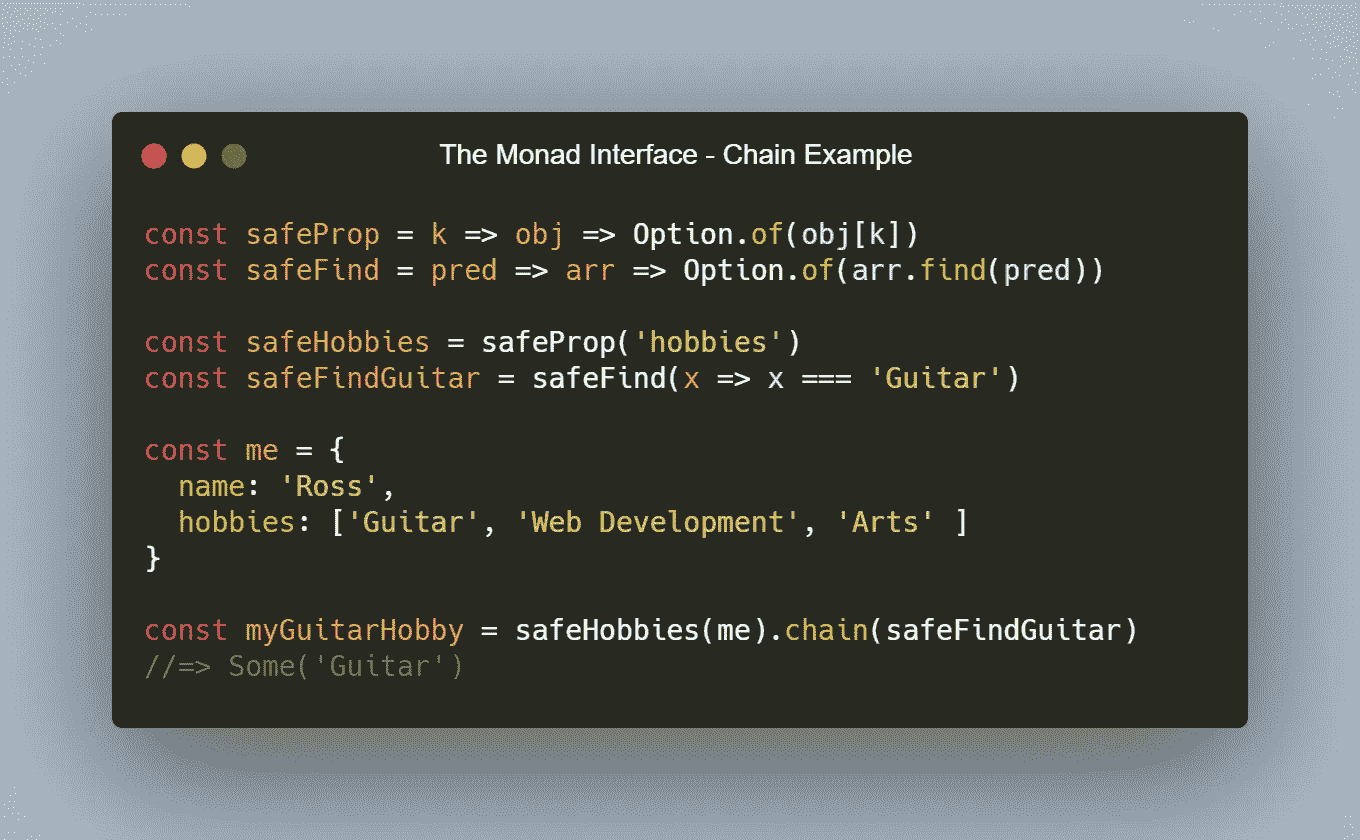 The Monad Interface - Chain Example
const safeProp = k => obj => Option.of(obj[k])
const safeFind = pred => arr => Option.of(arr.find(pred))
const safeHobbies = safeProp('hobbies')
const safeFindGuitar = safeFind(x => x === 'Guitar')
const me = {
  name: 'Ross',
  hobbies: ['Guitar', 'Web Development', 'Arts' ]
}
const myGuitarHobby = safeHobbies(me).chain(safeFindGuitar)
//=> Some('Guitar')